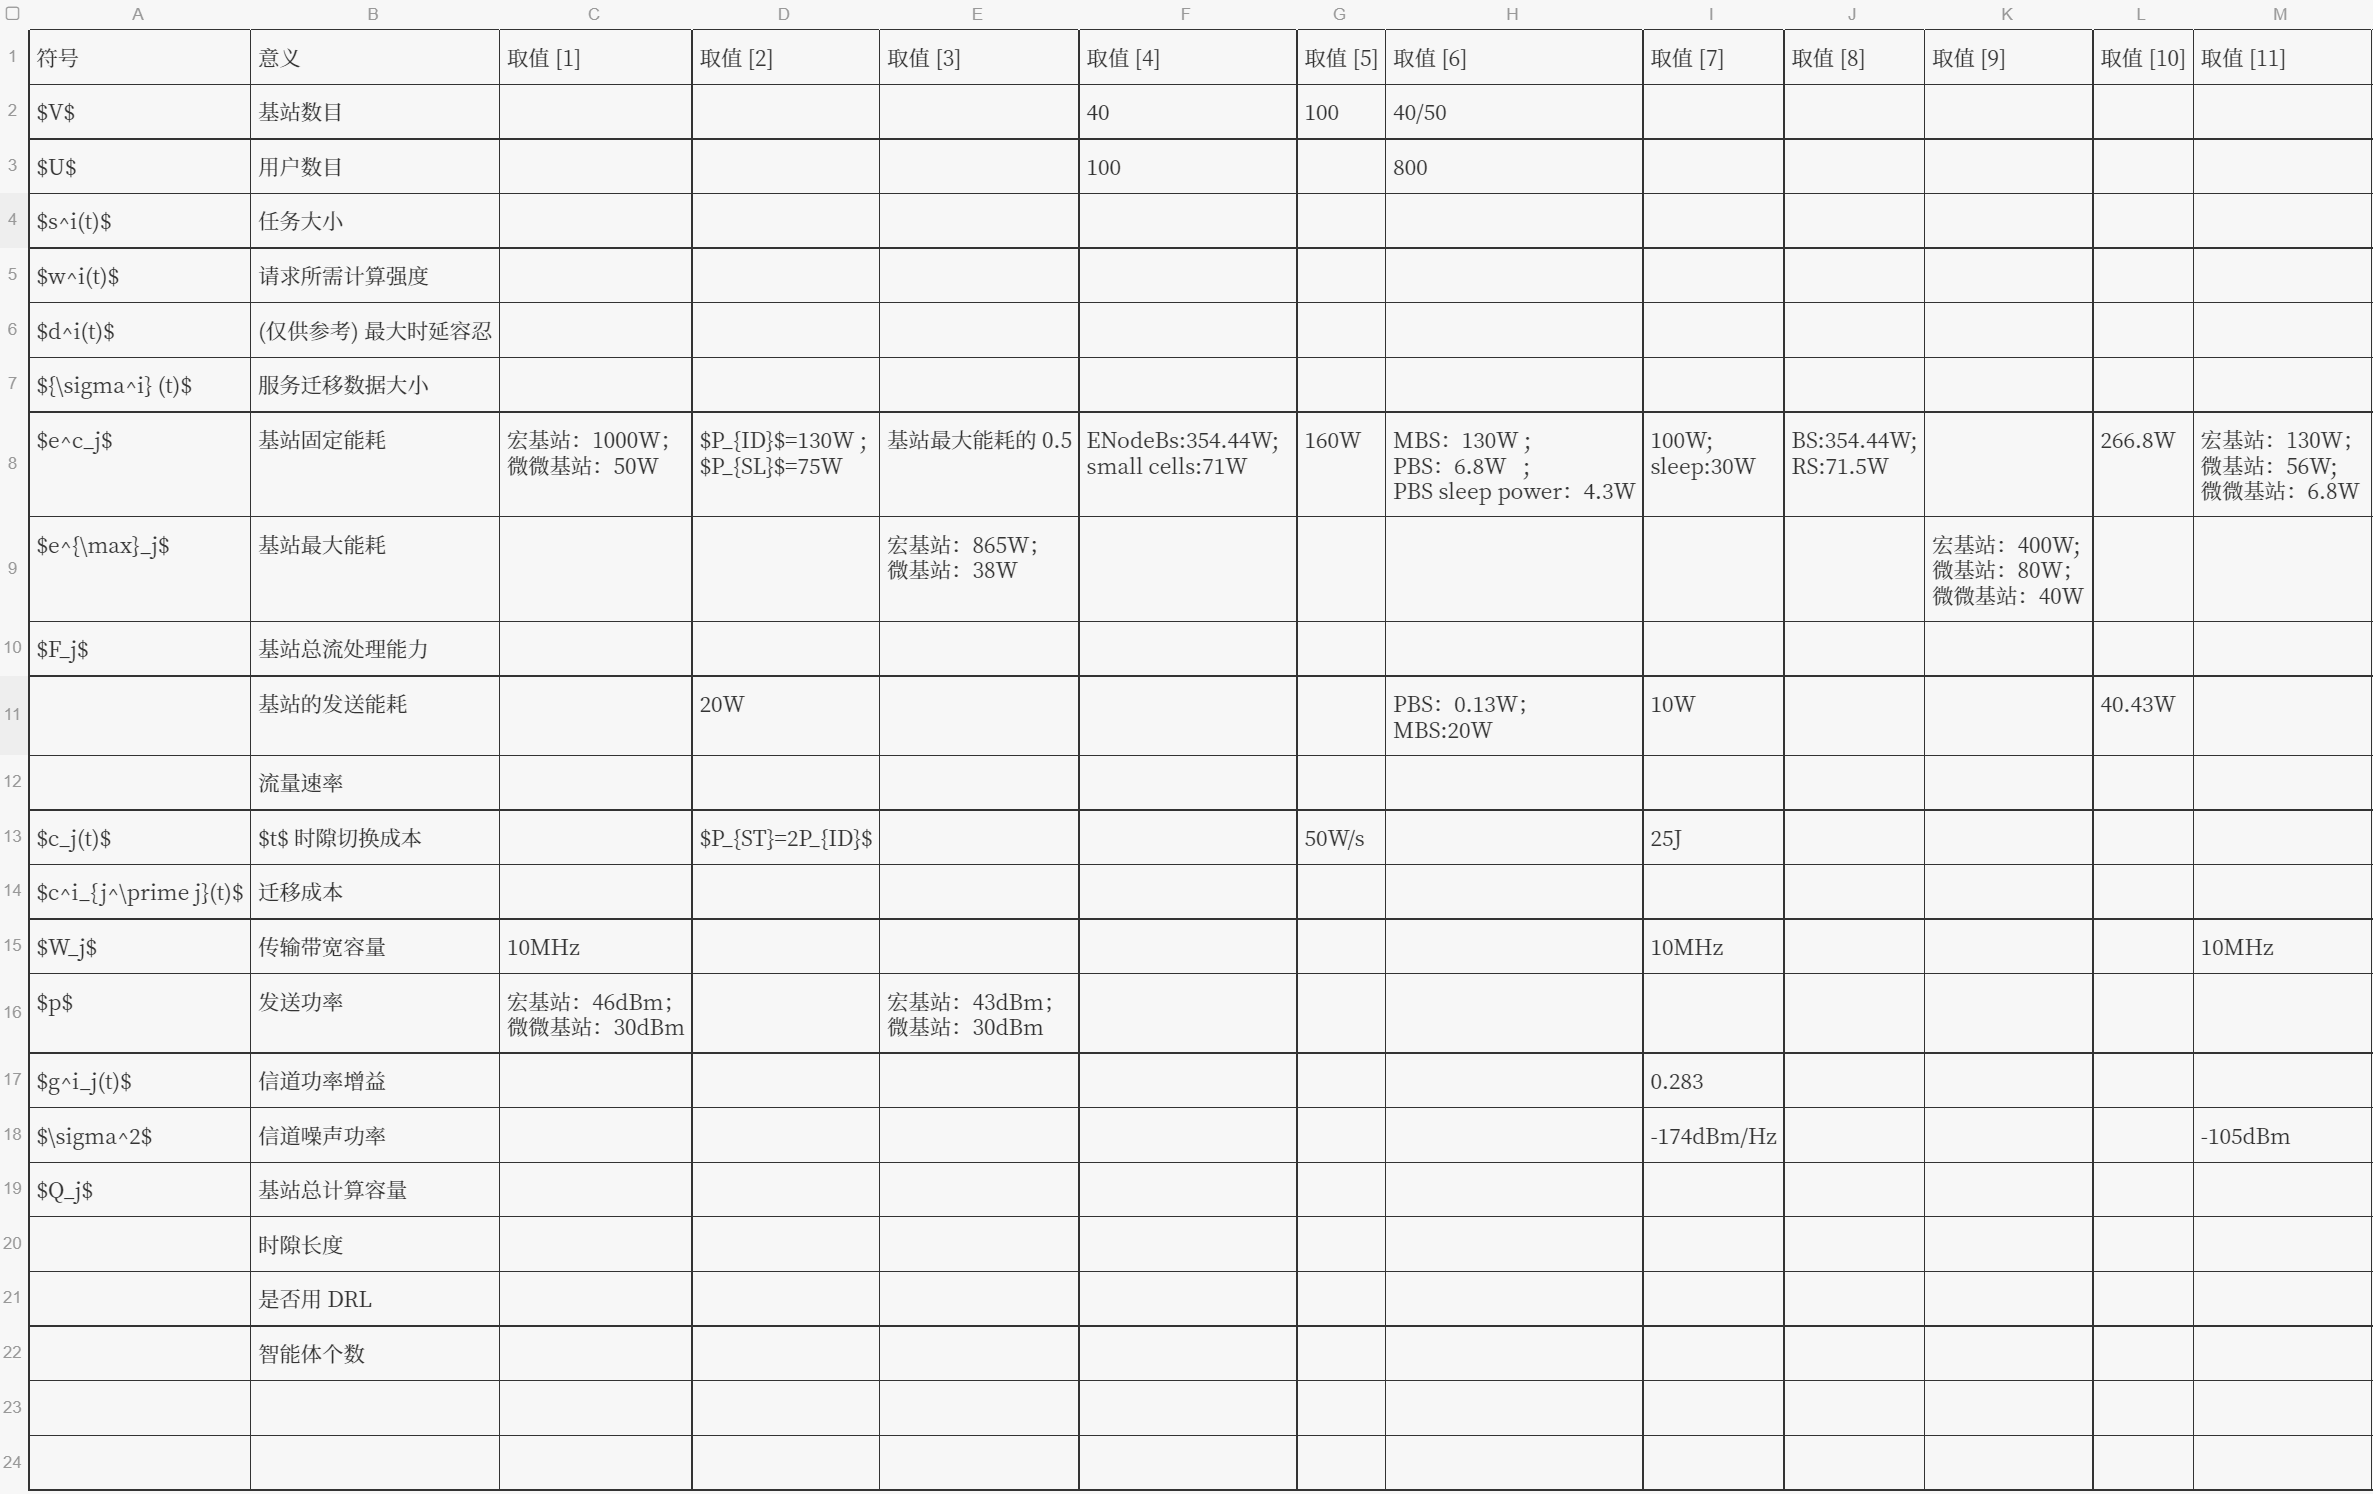 A B C D E F G H I J K L M
1 符号 意义 取值 [1] 取值 [2] 取值 [3] 取值 [4] 取值 [5] 取值 [6] 取值 [7] 取值 [8] 取值 [9] 取值 [10] 取值 [11]
2 $V$ 基站数目 40 100 40/50
3 $U$ 用户数目 100 800
4 $s^i(t)$ 任务大小
5 $w^i(t)$ 请求所需计算强度
6 $d^i(t)$ (仅供参考) 最大时延容忍
7 ${\sigma^i} (t)$ 服务迁移数据大小
8 $e^c_j$ 基站固定能耗 宏基站：1000W； $P_{ID}$=130W ; 基站最大能耗的 0.5 ENodeBs:354.44W; 160W MBS：130W ; 100W; BS:354.44W; 266.8W 宏基站：130W；
微微基站：50W $P_{SL}$=75W small cells:71W PBS：6.8W ; sleep:30W RS:71.5W 微基站：56W;
PBS sleep power：4.3W 微微基站：6.8W
9 $e^{\max}_j$ 基站最大能耗 宏基站：865W； 宏基站：400W;
微基站：38W 微基站：80W；
微微基站：40W
10 $F_j$ 基站总流处理能力
11 基站的发送能耗 20W PBS：0.13W； 10W 40.43W
MBS:20W
12 流量速率
13 $c_j(t)$ $t$ 时隙切换成本 $P_{ST}=2P_{ID}$ 50W/s 25J
14 $c^i_{j^\prime j}(t)$ 迁移成本
15 $W_j$ 传输带宽容量 10MHz 10MHz 10MHz
16 $p$ 发送功率 宏基站：46dBm； 宏基站：43dBm；
微微基站：30dBm 微基站：30dBm
17 $g^i_j(t)$ 信道功率增益 0.283
18 $\sigma^2$ 信道噪声功率 -174dBm/Hz -105dBm
19 $Q_j$ 基站总计算容量
20 时隙长度
21 是否用 DRL
22 智能体个数
23
24